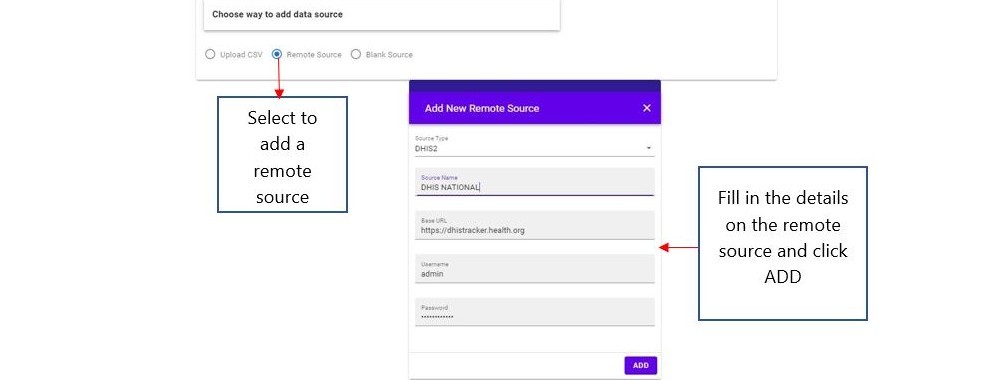 Choose way to add data source
Upload CSV Remote Source Blank Source
Select to
add a
remote
source
Add New Remote Source
Source Type
DHIS2
Source Name
DHIS NATIONAL
Base URL
https://dhistracker.health.org
Username
admin
Password
••••••••••••
ADD
Fill in the details
on the remote
source and click
ADD